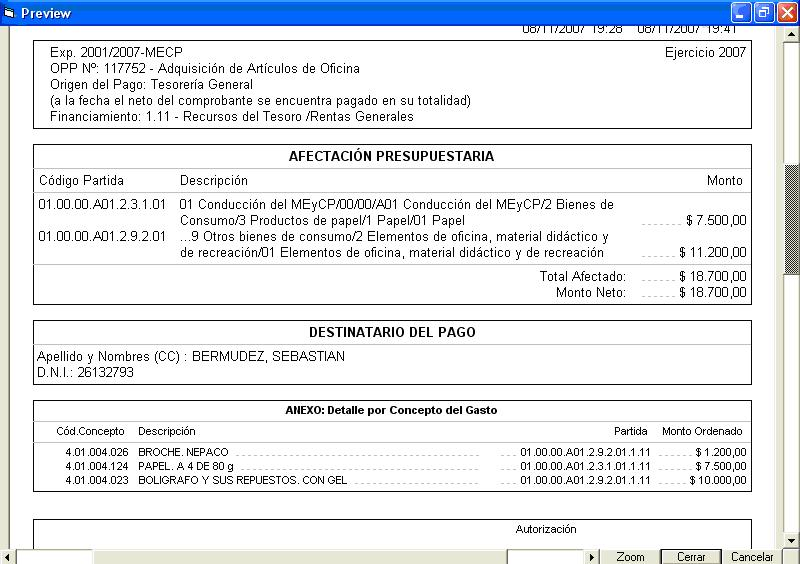 Preview
08/11/2007 19:28 08/11/2007 19:41
Exp. 2001/2007-MECP Ejercicio 2007
OPP Nº: 117752 - Adquisición de Artículos de Oficina
Origen del Pago: Tesorería General
(a la fecha el neto del comprobante se encuentra pagado en su totalidad)
Financiamiento: 1.11 - Recursos del Tesoro /Rentas Generales
AFECTACIÓN PRESUPUESTARIA
Código Partida Descripción Monto
01.00.00.A01.2.3.1.01 01 Conducción del MEyCP/00/00/A01 Conducción del MEyCP/2 Bienes de
Consumo/3 Productos de papel/1 Papel/01 Papel $ 7.500,00
01.00.00.A01.2.9.2.01 ...9 Otros bienes de consumo/2 Elementos de oficina, material didáctico y
de recreación/01 Elementos de oficina, material didáctico y de recreación $ 11.200,00
Total Afectado: $ 18.700,00
Monto Neto: $ 18.700,00
DESTINATARIO DEL PAGO
Apellido y Nombres (CC) : BERMUDEZ, SEBASTIAN
D.N.I.: 26132793
ANEXO: Detalle por Concepto del Gasto
Cód.Concepto Descripción Partida Monto Ordenado
4.01.004.026 BROCHE. NEPACO 01.00.00.A01.2.9.2.01.1.11 $ 1.200,00
4.01.004.124 PAPEL. A 4 DE 80 g 01.00.00.A01.2.3.1.01.1.11 $ 7.500,00
4.01.004.023 BOLIGRAFO Y SUS REPUESTOS. CON GEL 01.00.00.A01.2.9.2.01.1.11 $ 10.000,00
Autorización
Zoom Cerrar Cancelar